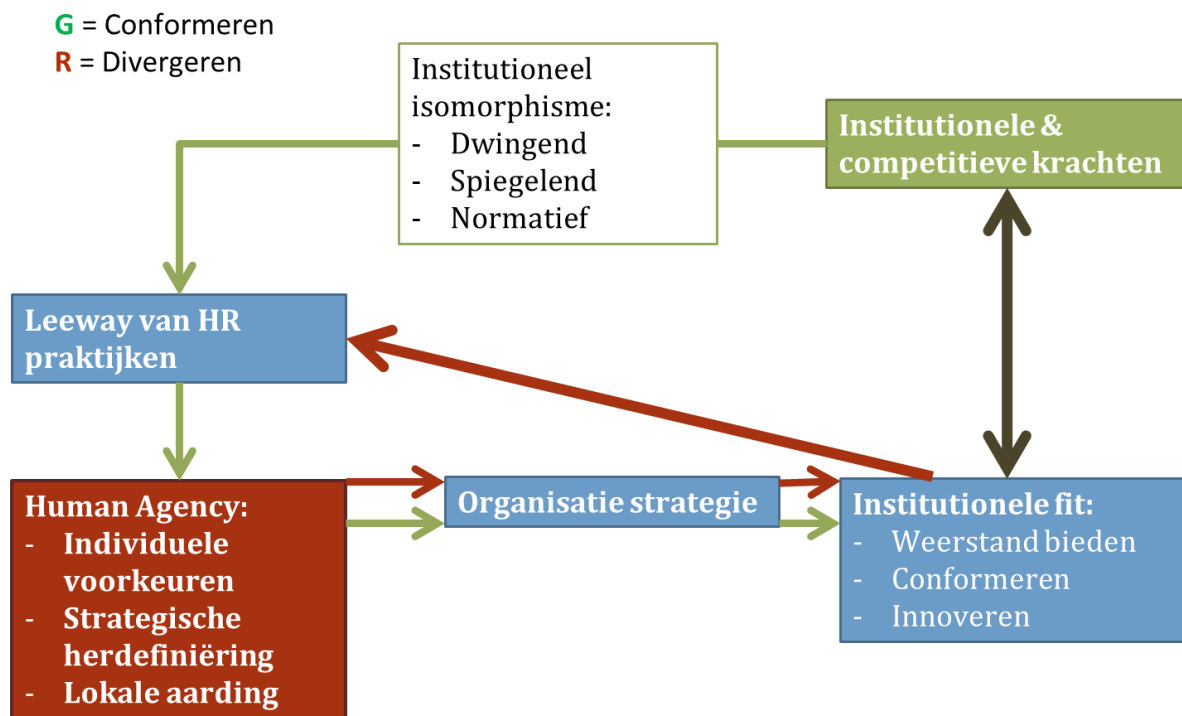 G = Conformeren
R = Divergeren
Institutioneel
isomorphisme:
- Dwingend
- Spiegelend
- Normatief
Institutionele &
competitieve krachten
Leeway van HR
praktijken
Human Agency:
- Individuele
voorkeuren
- Strategische
herdefiniëring
- Lokale aarding
Organisatie strategie
Institutionele fit:
- Weerstand bieden
- Conformeren
- Innoveren